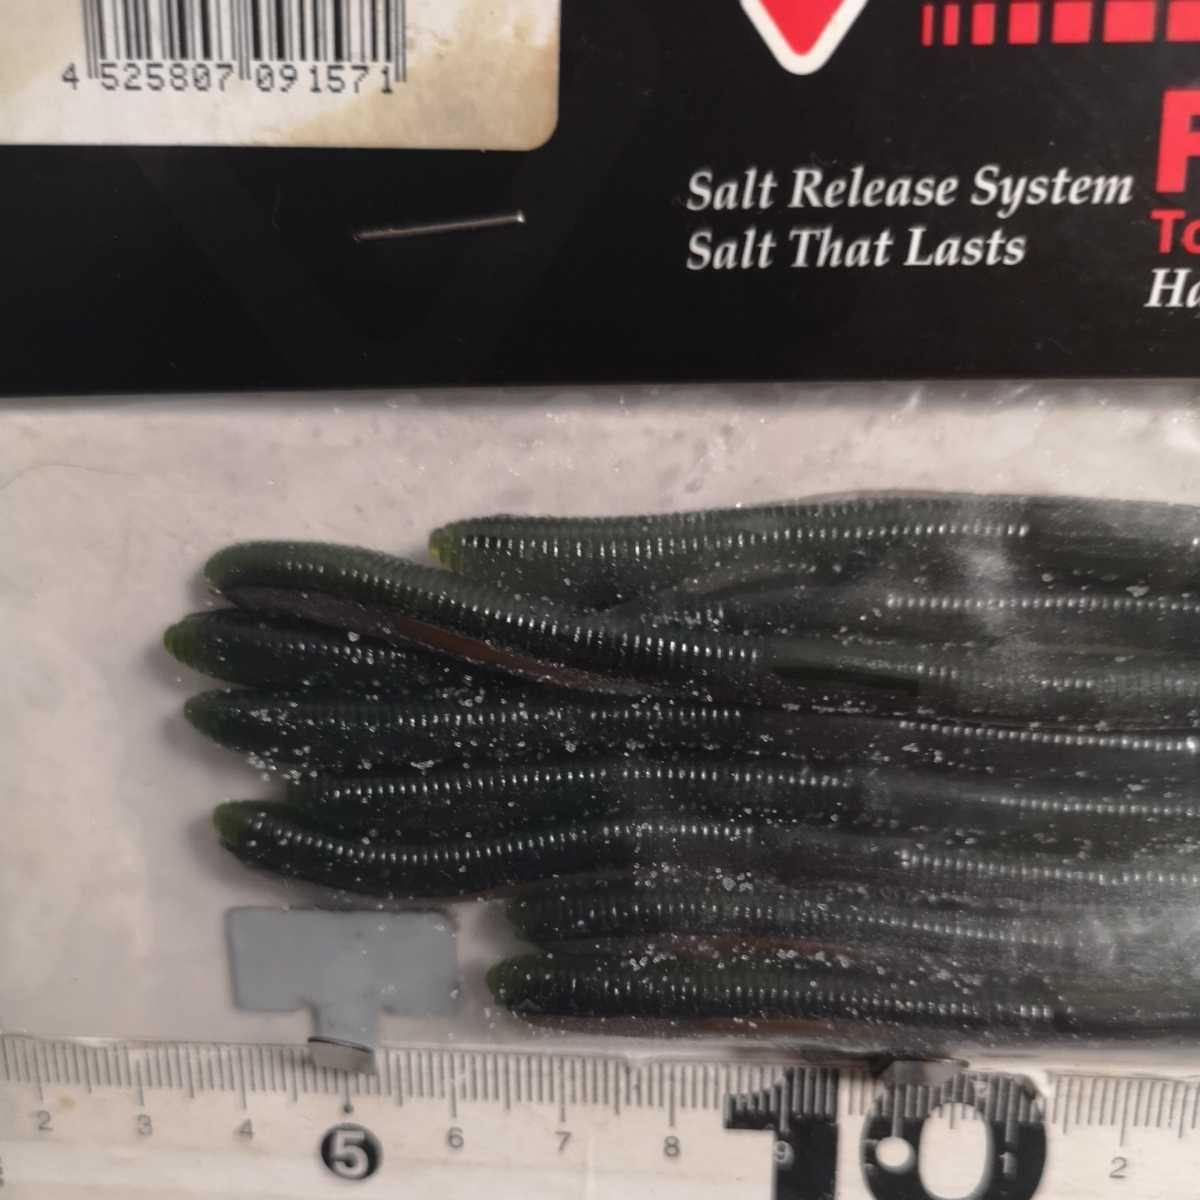 4 525807 091571
Salt Release System
Salt That Lasts
2 3 4 5 6 7 8 9 10 1 2